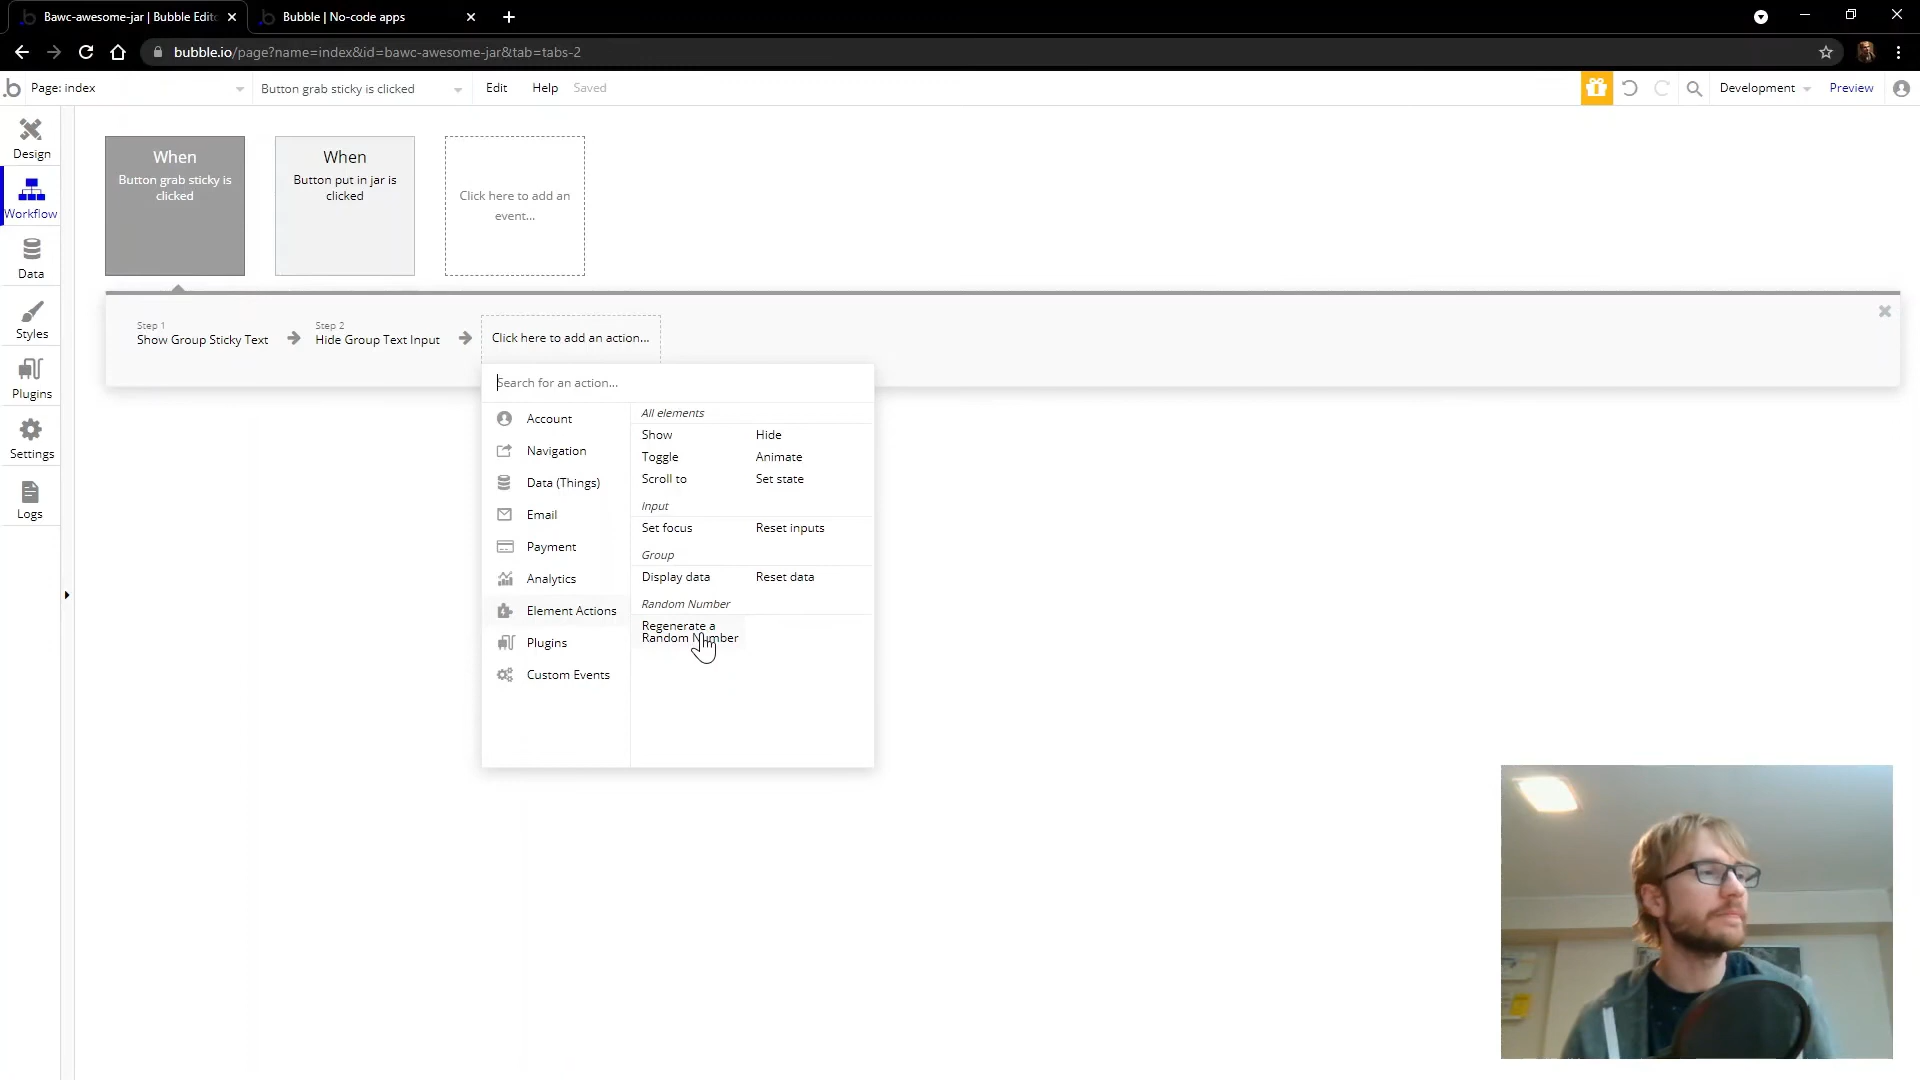 Bawc-awesome-jar | Bubble Edito
Bubble | No-code apps
bubble.io/page?name=index&id=bawc-awesome-jar&tab=tabs-2
Page: index
Button grab sticky is clicked
Edit
Help
Saved
Development
Preview
Design
Workflow
Data
Styles
Plugins
Settings
Logs
When
Button grab sticky is
clicked
When
Button put in jar is
clicked
Click here to add an
event...
Step 1
Show Group Sticky Text
Step 2
Hide Group Text Input
Click here to add an action...
Search for an action...
Account
Navigation
Data (Things)
Email
Payment
Analytics
Element Actions
Plugins
Custom Events
All elements
Show
Hide
Toggle
Animate
Scroll to
Set state
Input
Set focus
Reset inputs
Group
Display data
Reset data
Random Number
Regenerate a
Random Number